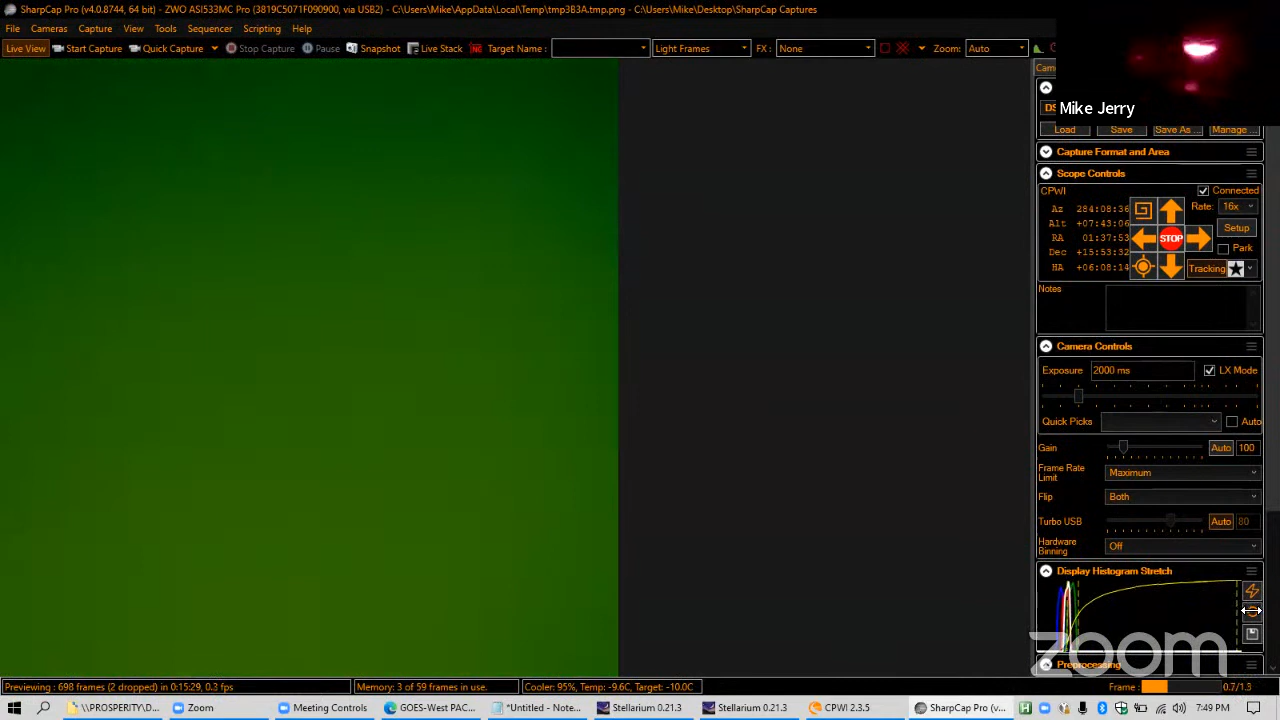 SharpCap Pro (v4.0.8744, 64 bit) - ZWO ASI533MC Pro (3819C5071F090900, via USB2) - C:\Users\Mike\AppData\Local\Temp\tmp3B3A.tmp.png - C:\Users\Mike\Desktop\SharpCap Captures
File Cameras Capture View Tools Sequencer Scripting Help
Live View Start Capture Quick Capture Stop Capture Pause Snapshot Live Stack Target Name : Light Frames FX : None Zoom: Auto
Mike Jerry
Load Save Save As ... Manage ...
Capture Format and Area
Scope Controls
CPWI Connected
Az 284:08:36 Rate: 16x
Alt +07:43:06
RA 01:37:53 STOP Setup
Dec +15:53:32 Park
HA +06:08:14 Tracking
Notes
Camera Controls
Exposure 2000 ms LX Mode
Quick Picks Auto
Gain Auto 100
Frame Rate Limit Maximum
Flip Both
Turbo USB Auto 80
Hardware Binning Off
Display Histogram Stretch
zoom
Preprocessing
Previewing : 698 frames (2 dropped) in 0:15:29, 0.3 fps Memory: 3 of 59 frames in use. Cooler: 95%, Temp: -9.6C, Target: -10.0C Frame : 0.7/1.3
\\PROSPERITY\D... Zoom Meeting Controls GOES-West PAC... *Untitled - Note... Stellarium 0.21.3 Stellarium 0.21.3 CPWI 2.3.5 SharpCap Pro (v... 7:49 PM